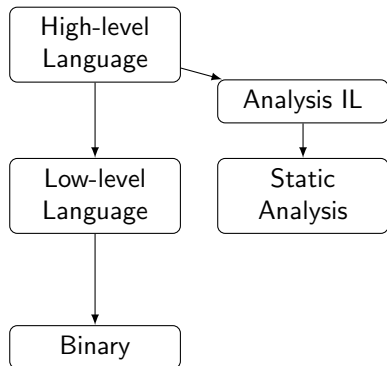 High-level
Language
Analysis IL
Low-level
Language
Static
Analysis
Binary